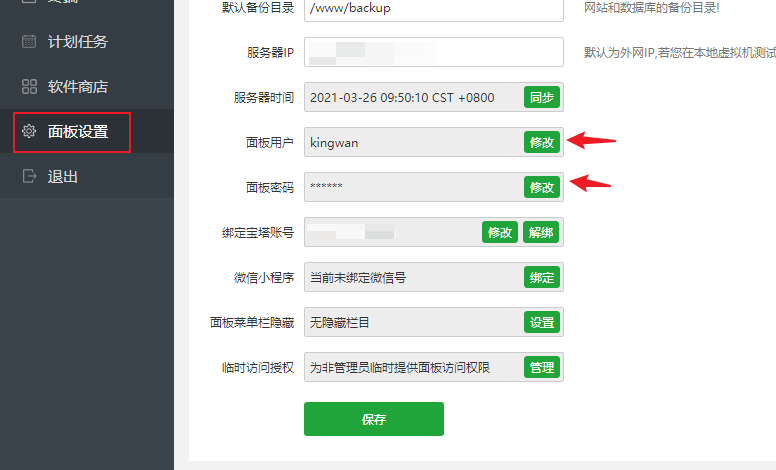 计划任务
软件商店
面板设置
退出
默认备份目录 /www/backup 网站和数据库的备份目录!
服务器IP 默认为外网IP,若您在本地虚拟机测试
服务器时间 2021-03-26 09:50:10 CST +0800 同步
面板用户 kingwan 修改
面板密码 ****** 修改
绑定宝塔账号 修改 解绑
微信小程序 当前未绑定微信号 绑定
面板菜单栏隐藏 无隐藏栏目 设置
临时访问授权 为非管理员临时提供面板访问权限 管理
保存